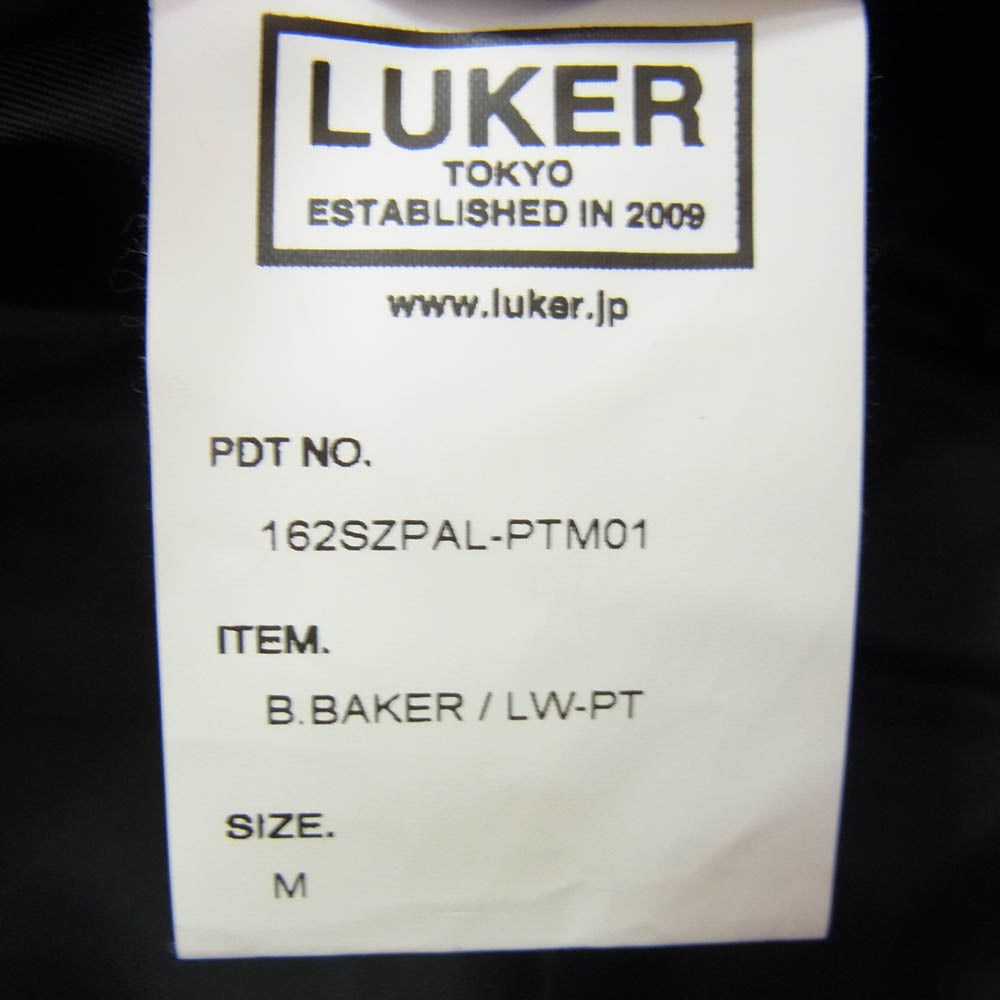 LUKER
TOKYO
ESTABLISHED IN 2009
www.luker.jp
PDT NO.
162SZPAL-PTM01
ITEM.
B.BAKER / LW-PT
SIZE.
M